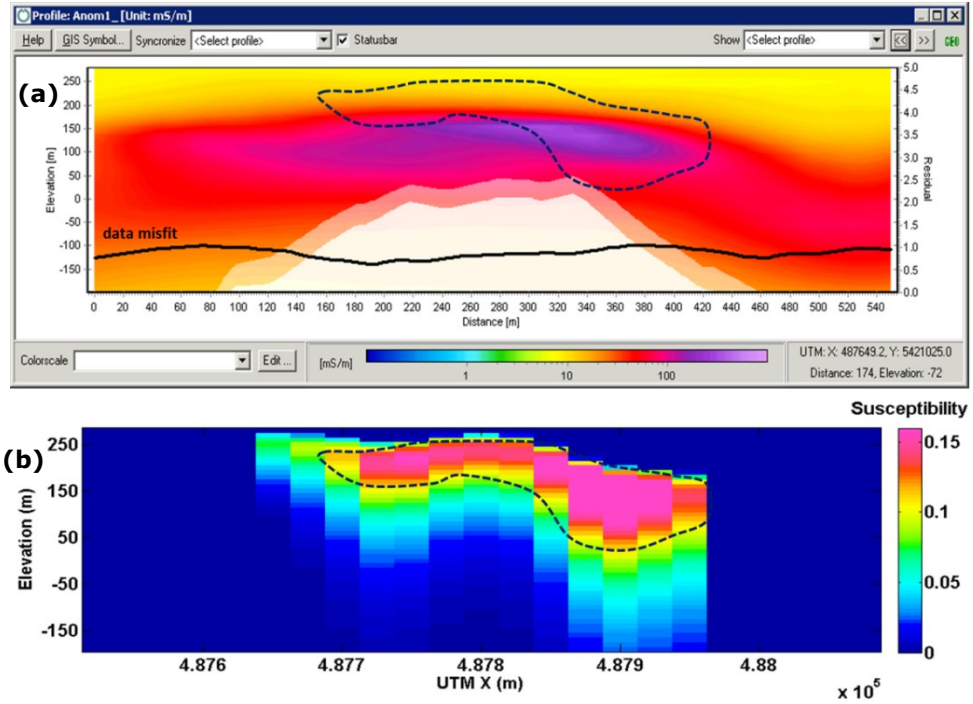 Profile: Anom1_ [Unit: mS/m]
Help GIS Symbol... Syncronize <Select profile> Statusbar Show <Select profile> << >> GEO
(a)
250
200
150
100
50
0
-50
-100
-150
Elevation [m]
data misfit
5.0
4.5
4.0
3.5
3.0
2.5
2.0
1.5
1.0
0.5
0.0
Residual
0 20 40 60 80 100 120 140 160 180 200 220 240 260 280 300 320 340 360 380 400 420 440 460 480 500 520 540
Distance [m]
Colorscale Edit ... [mS/m]
1 10 100
UTM: X: 487649.2, Y: 5421025.0
Distance: 174, Elevation: -72
(b)
Susceptibility
250
150
50
-50
-150
Elevation (m)
0.15
0.1
0.05
0
4.876 4.877 4.878 4.879 4.88
UTM X (m)
x 10⁵